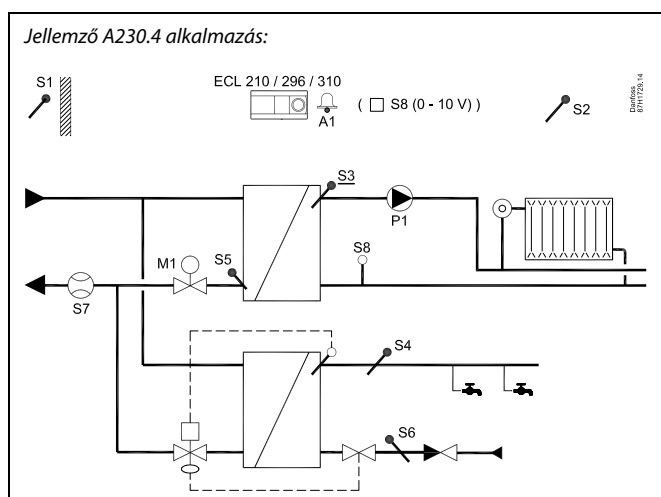 Jellemző A230.4 alkalmazás:
S1
ECL 210 / 296 / 310
A1
( □ S8 (0 - 10 V) )
S2
Danfoss
87H1729.14
S3
P1
M1
S5
S8
S7
S4
S6